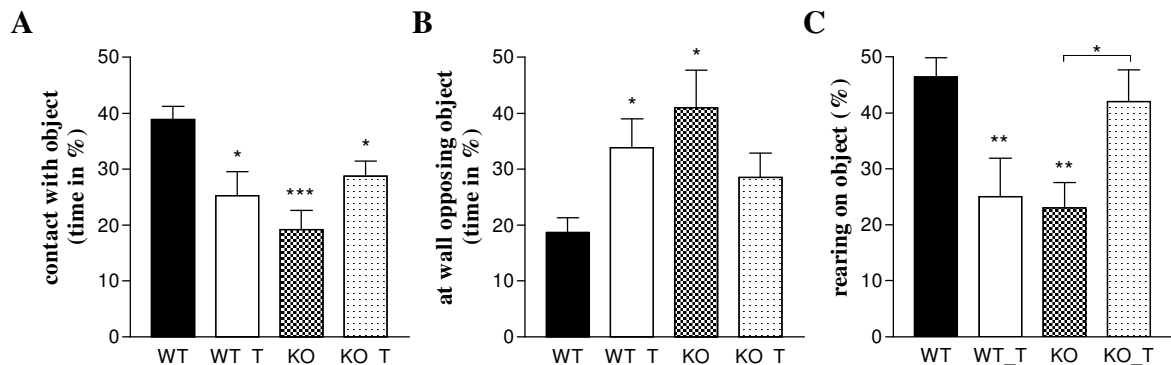 A
contact with object
(time in %)
50
40
30
20
10
0
*
***
*
WT
WT T
KO
KO T
B
at wall opposing object
(time in %)
50
40
30
20
10
0
*
*
WT
WT T
KO
KO T
C
rearing on object (%)
50
40
30
20
10
0
**
**
*
WT
WT_T
KO
KO_T